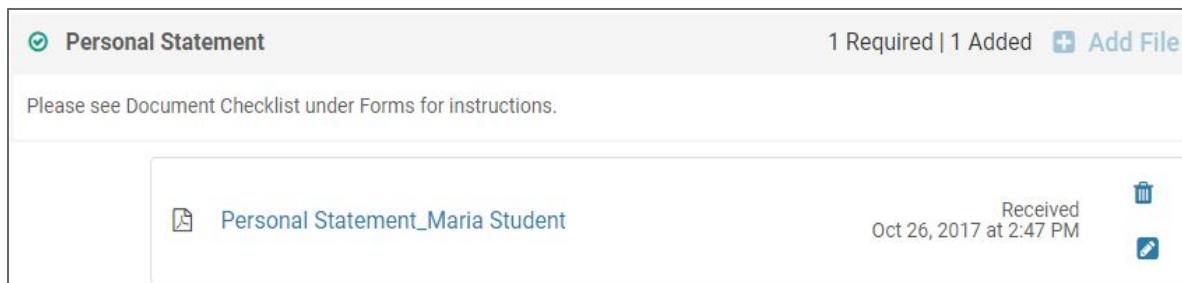 Personal Statement 1 Required | 1 Added Add File
Please see Document Checklist under Forms for instructions.
Personal Statement_Maria Student
Received
Oct 26, 2017 at 2:47 PM